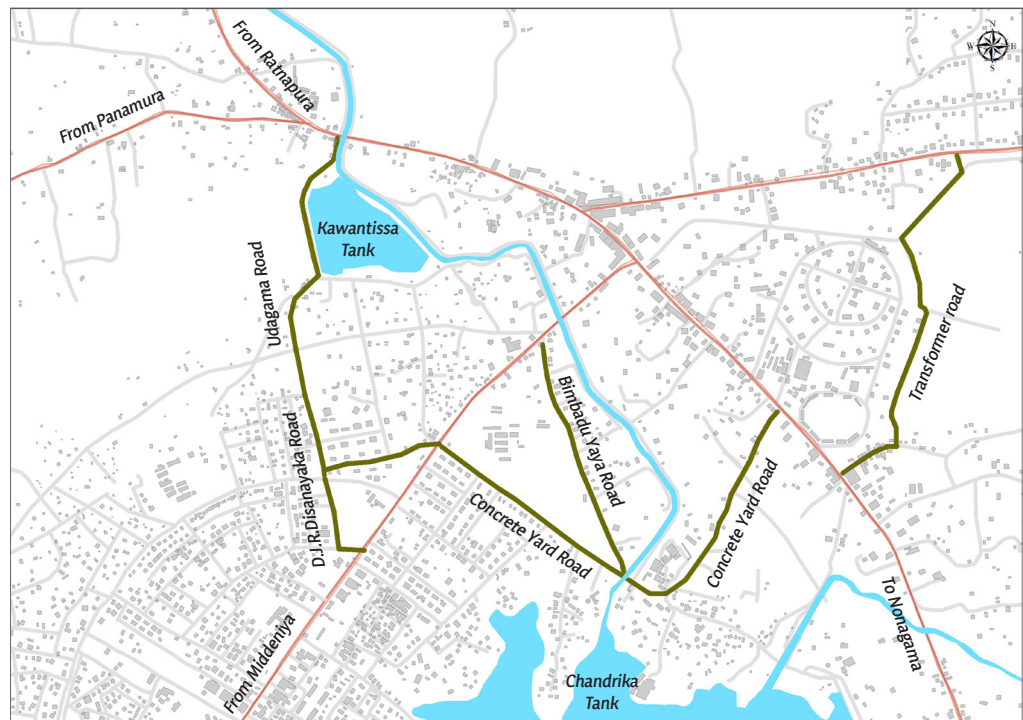 N
W E
S
From Ratnapura
From Panamura
Kawantissa
Tank
Udagama Road
Transformer road
Bimbadu Yaya Road
D.J.R.Disanayaka Road
Concrete Yard Road
Concrete Yard Road
To Nonagama
From Middeniya
Chandrika
Tank